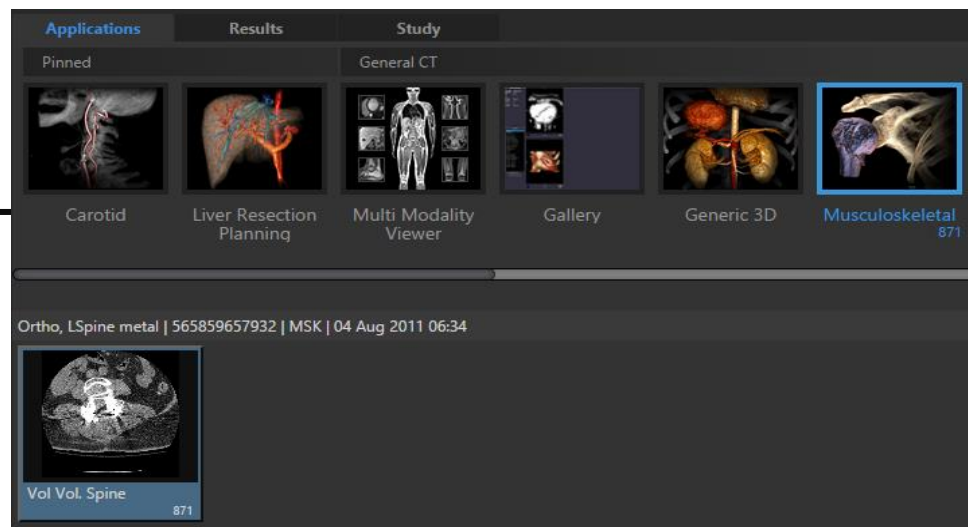 Applications Results Study
Pinned General CT
Carotid Liver Resection Planning Multi Modality Viewer Gallery Generic 3D Musculoskeletal
871
Ortho, LSpine metal | 565859657932 | MSK | 04 Aug 2011 06:34
Vol Vol. Spine
871